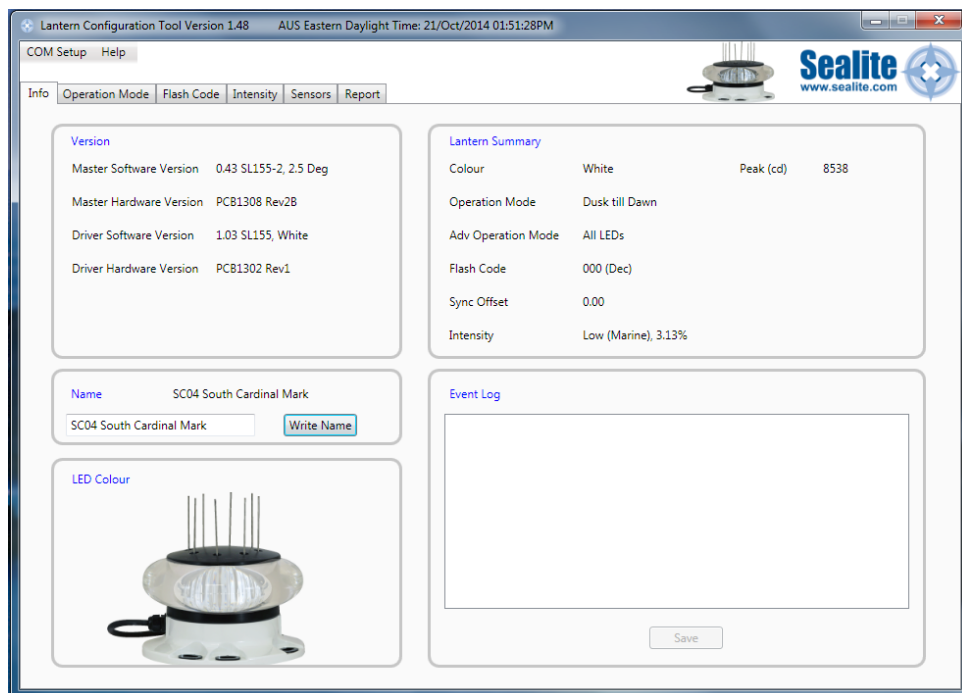 Lantern Configuration Tool Version 1.48 AUS Eastern Daylight Time: 21/Oct/2014 01:51:28PM
COM Setup Help
Sealite
www.sealite.com
Info Operation Mode Flash Code Intensity Sensors Report
Version
Master Software Version 0.43 SL155-2, 2.5 Deg
Master Hardware Version PCB1308 Rev2B
Driver Software Version 1.03 SL155, White
Driver Hardware Version PCB1302 Rev1
Lantern Summary
Colour White Peak (cd) 8538
Operation Mode Dusk till Dawn
Adv Operation Mode All LEDs
Flash Code 000 (Dec)
Sync Offset 0.00
Intensity Low (Marine), 3.13%
Name SC04 South Cardinal Mark
SC04 South Cardinal Mark Write Name
LED Colour
Event Log
Save